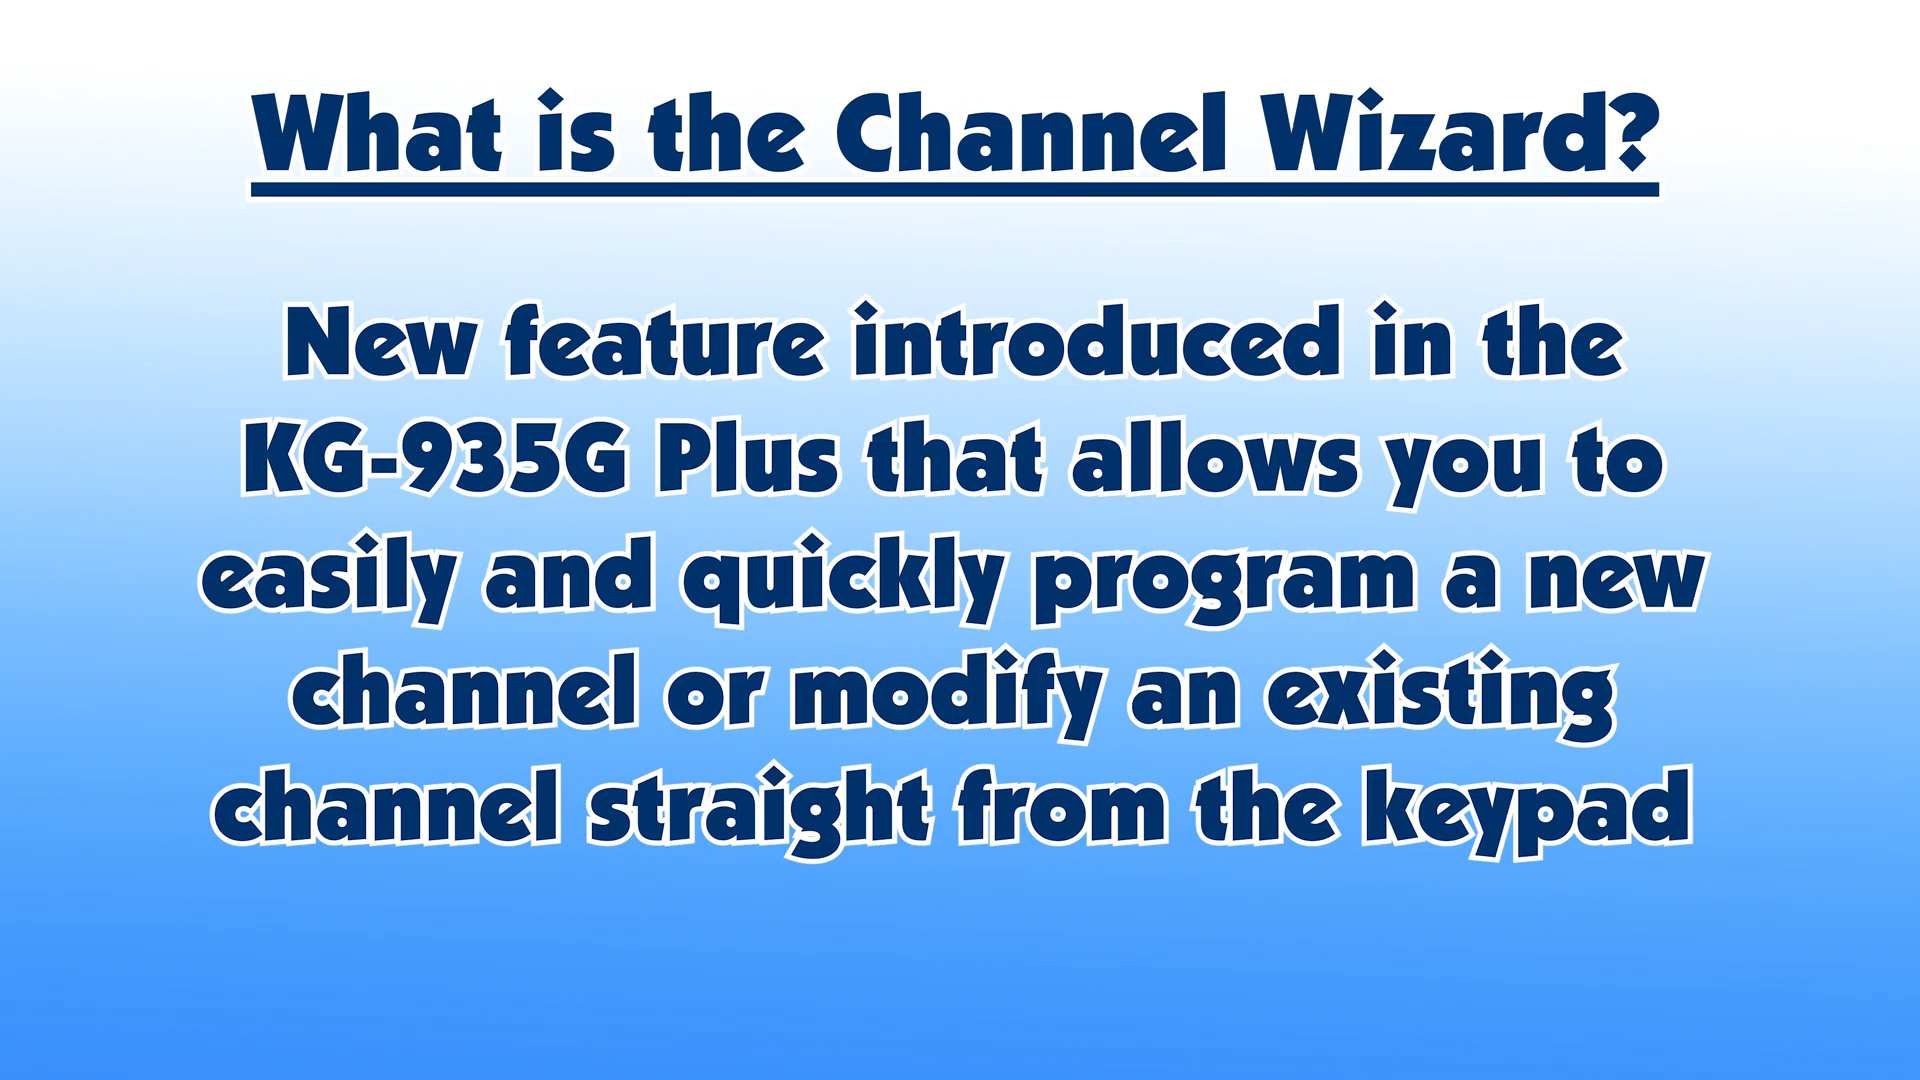 What is the Channel Wizard?
New feature introduced in the
KG-935G Plus that allows you to
easily and quickly program a new
channel or modify an existing
channel straight from the keypad